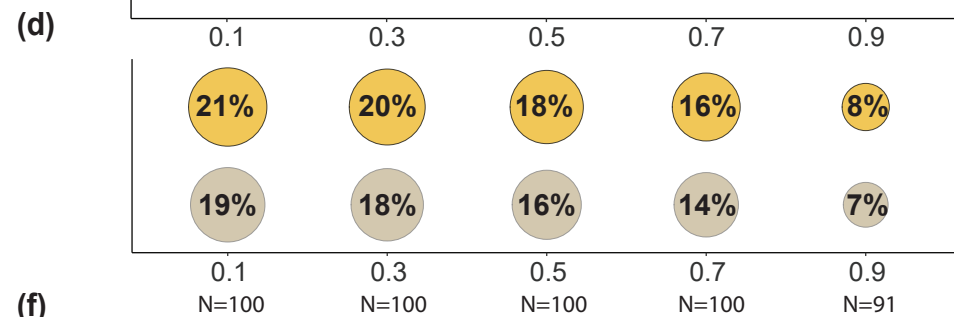 (d)
0.1 0.3 0.5 0.7 0.9
21% 20% 18% 16% 8%
19% 18% 16% 14% 7%
0.1 0.3 0.5 0.7 0.9
(f) N=100 N=100 N=100 N=100 N=91